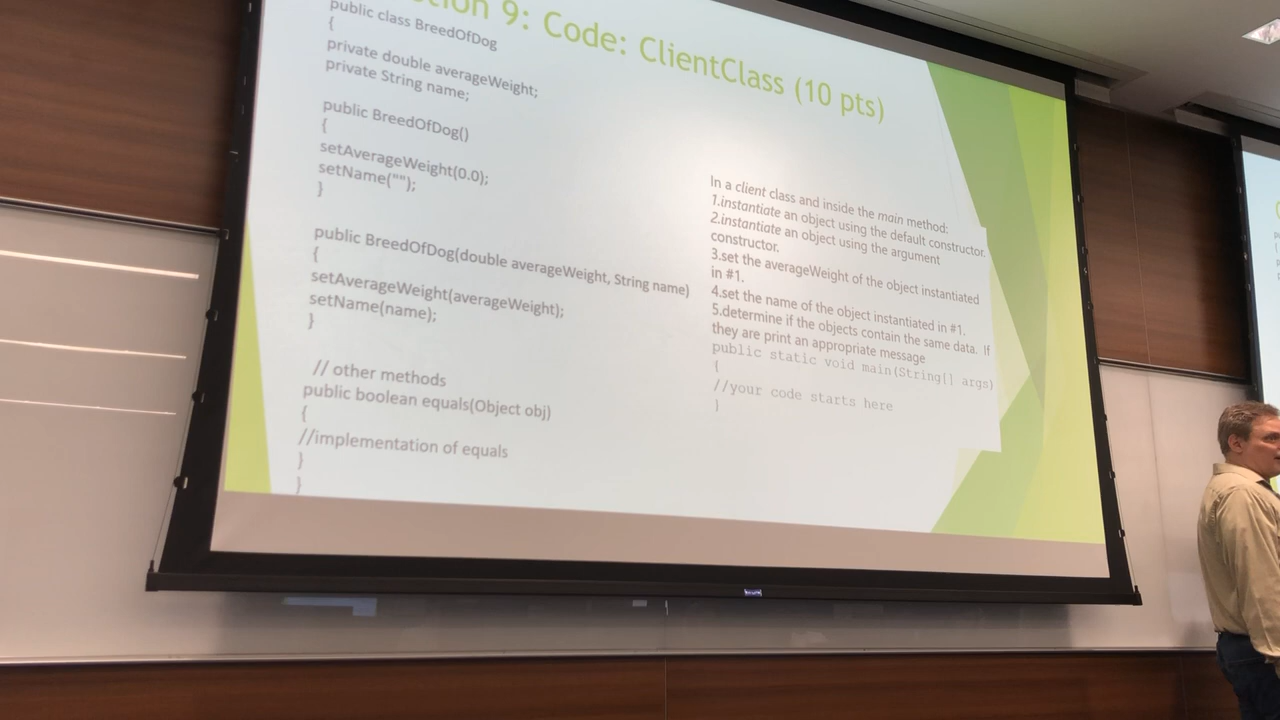 tion 9: Code: ClientClass (10 pts)
public class BreedOfDog
{
private double averageWeight;
private String name;
public BreedOfDog()
{
setAverageWeight(0.0);
setName("");
}
public BreedOfDog(double averageWeight, String name)
{
setAverageWeight(averageWeight);
setName(name);
}
// other methods
public boolean equals(Object obj)
{
//implementation of equals
}
}
In a client class and inside the main method:
1.instantiate an object using the default constructor.
2.instantiate an object using the argument
constructor.
3.set the averageWeight of the object instantiated
in #1.
4.set the name of the object instantiated in #1.
5.determine if the objects contain the same data. If
they are print an appropriate message
public static void main(String[] args)
{
//your code starts here
}